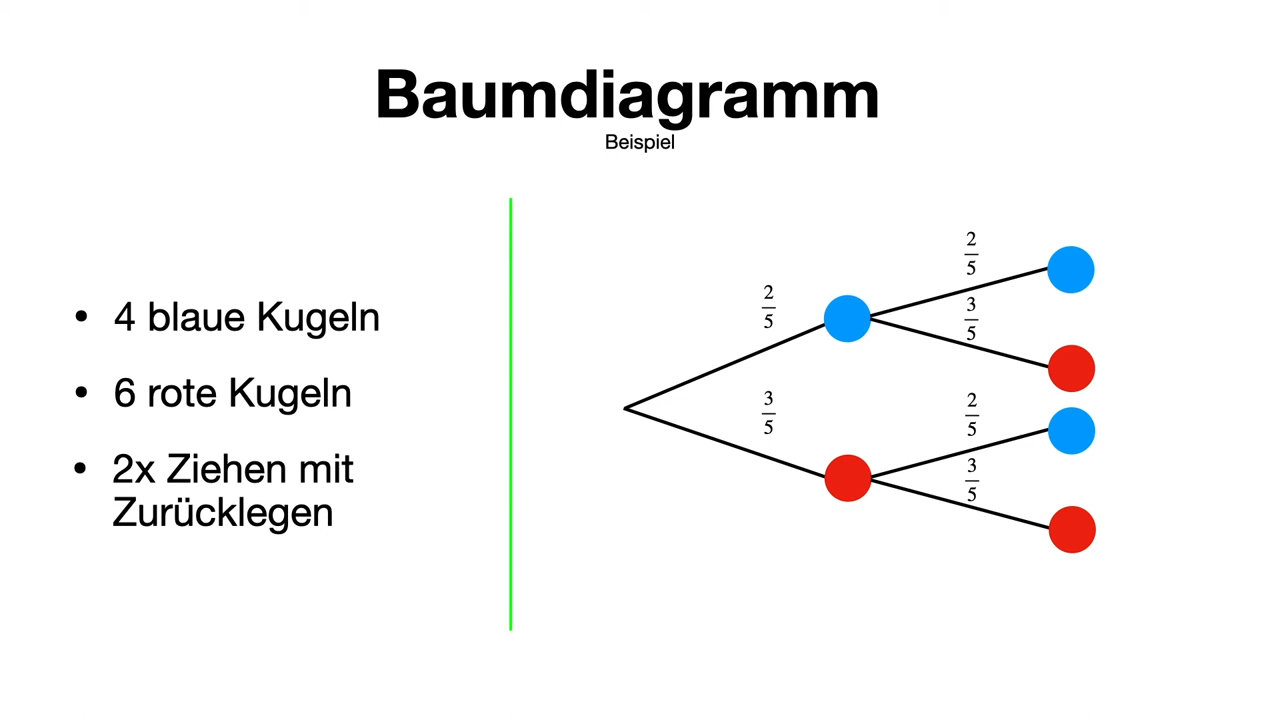 Baumdiagramm
Beispiel
• 4 blaue Kugeln
• 6 rote Kugeln
• 2x Ziehen mit
Zurücklegen
2/5
3/5
2/5
3/5
2/5
3/5